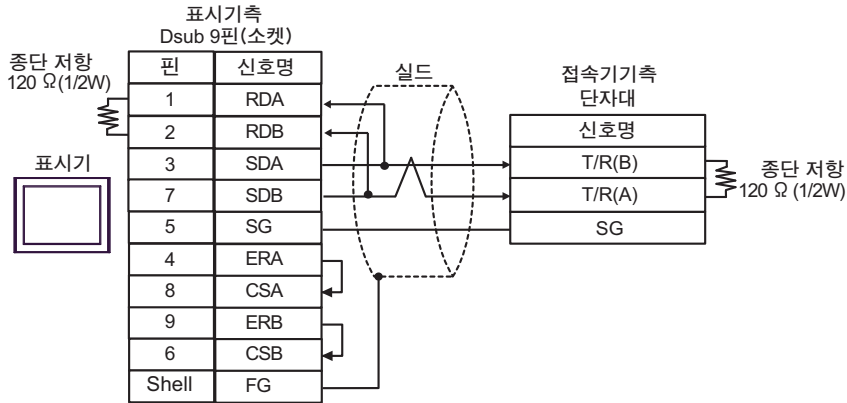 표시기측
Dsub 9핀(소켓)
종단 저항
120 Ω(1/2W)
핀 신호명
1 RDA
2 RDB
3 SDA
7 SDB
5 SG
4 ERA
8 CSA
9 ERB
6 CSB
Shell FG
표시기
실드
접속기기측
단자대
신호명
T/R(B)
T/R(A)
SG
종단 저항
120 Ω (1/2W)